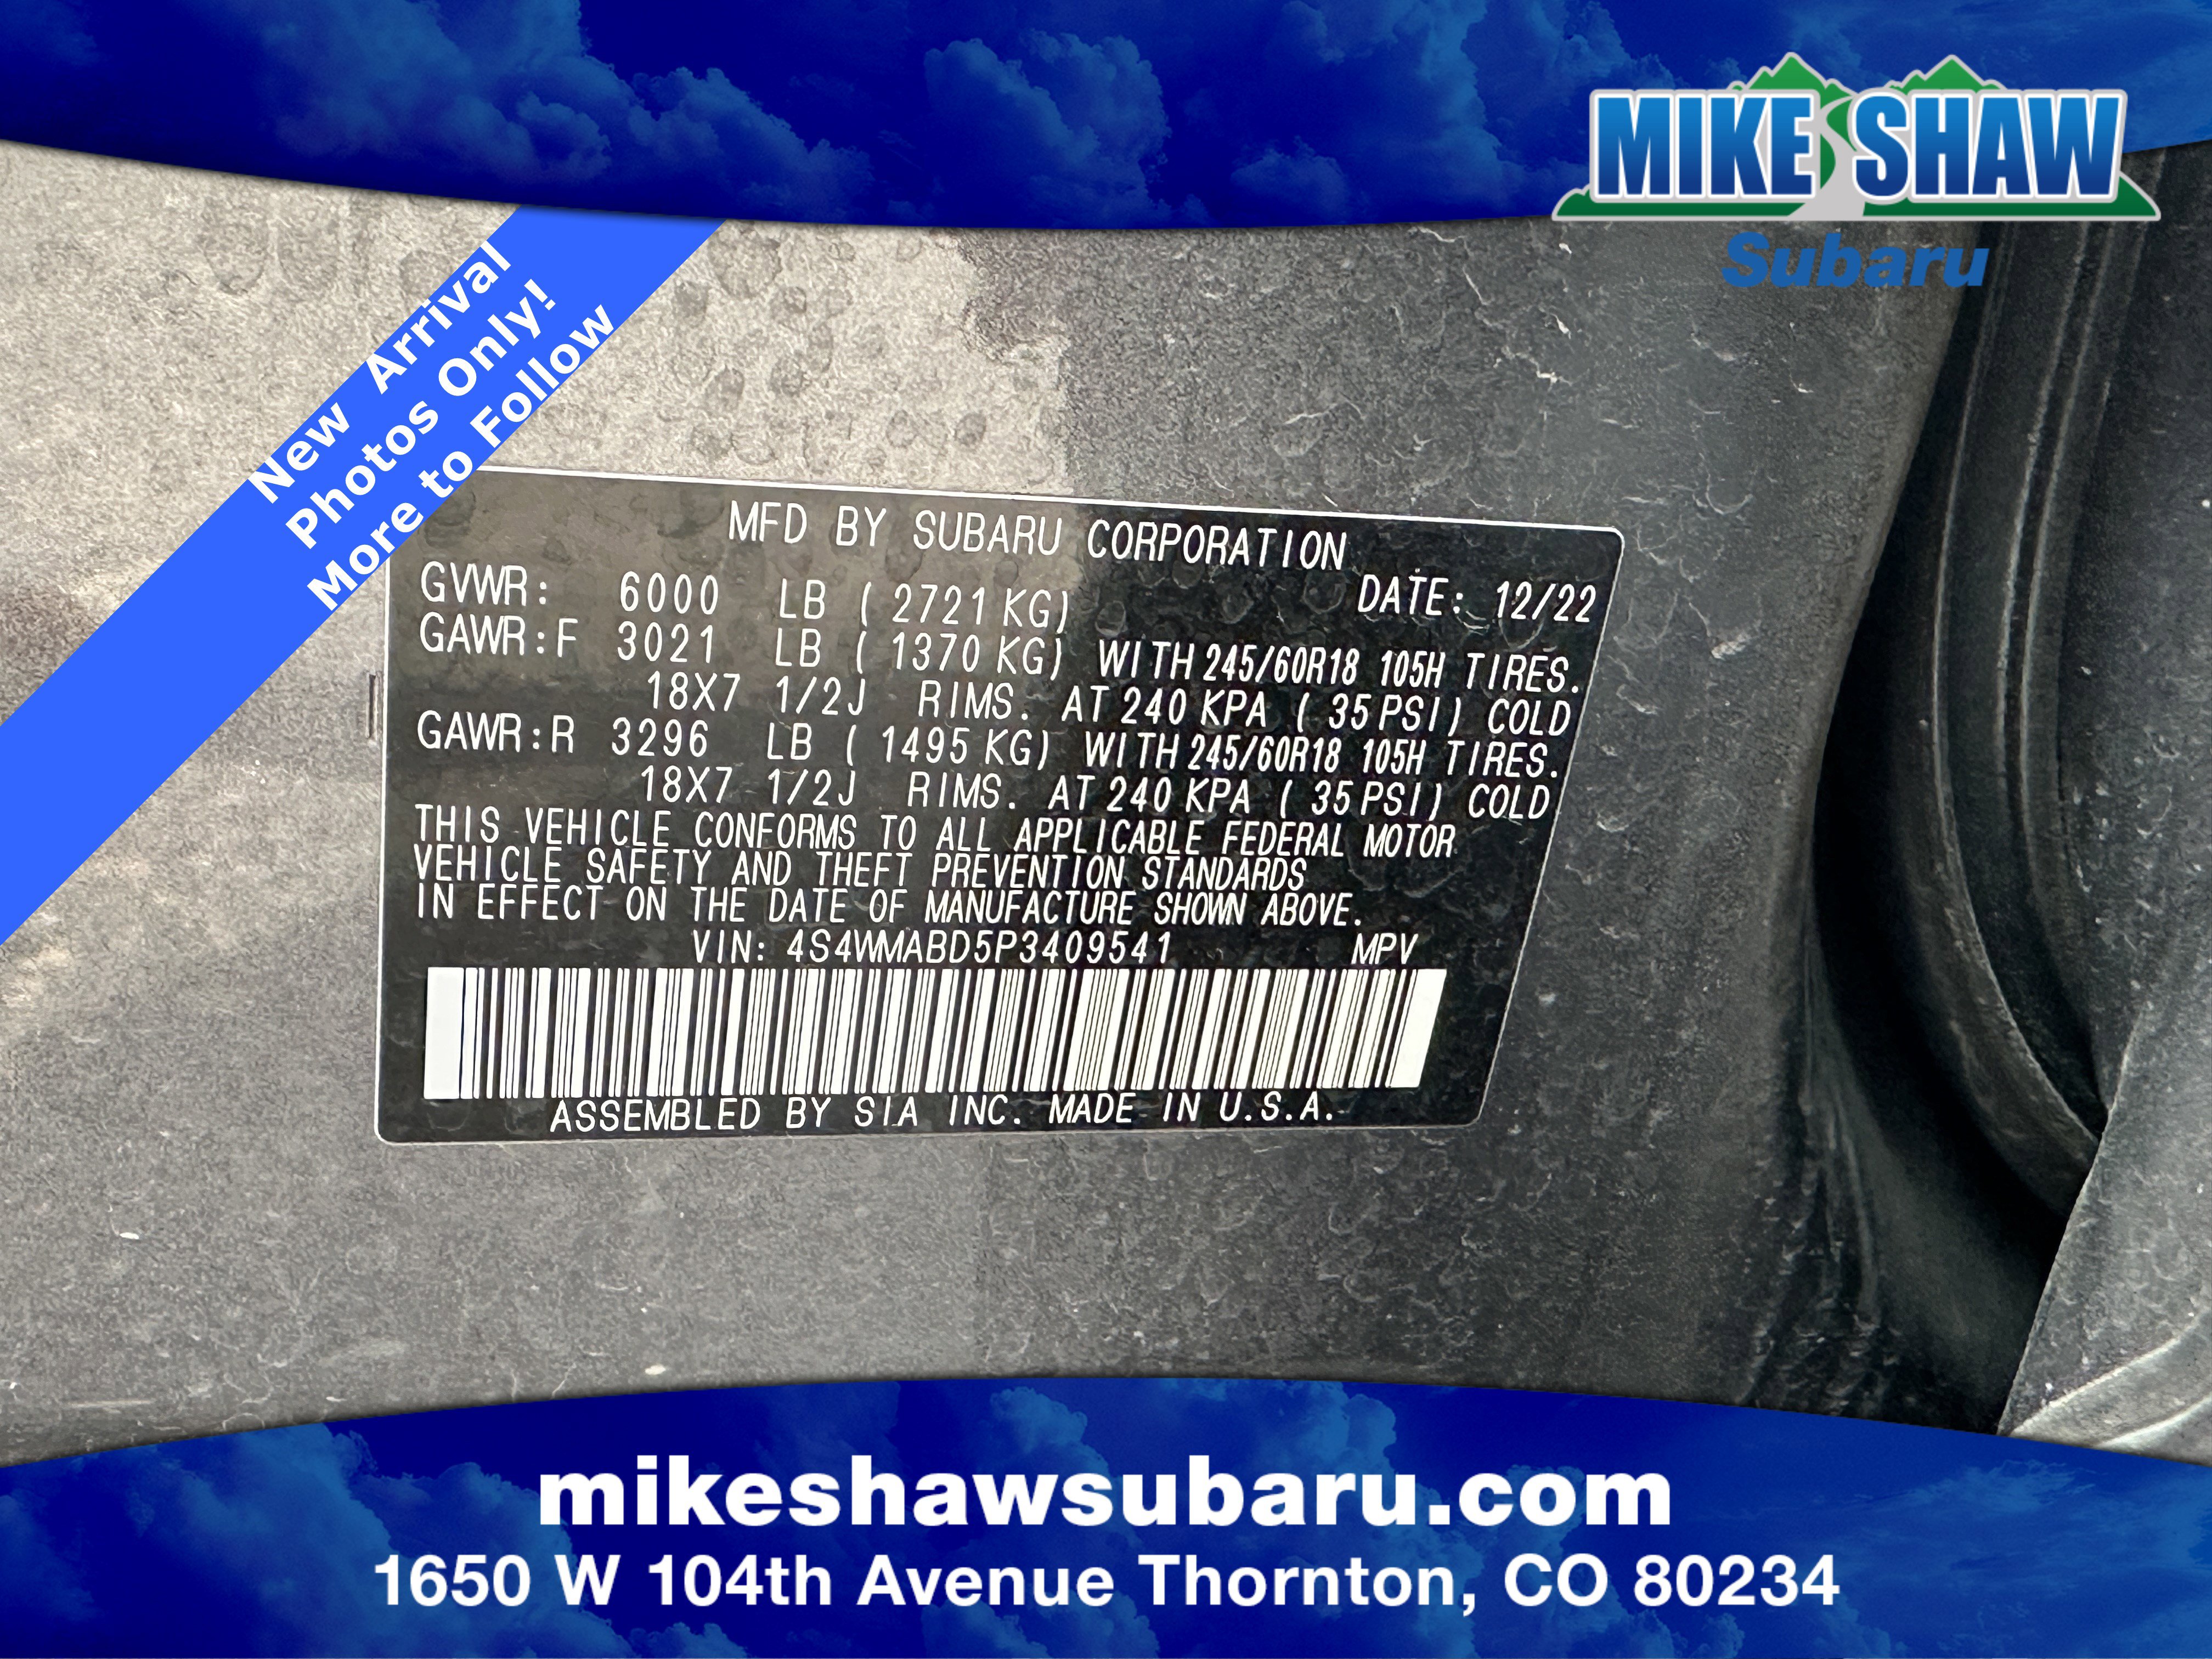 MIKE SHAW
Subaru
New Arrival
Photos Only!
More to Follow
MFD BY SUBARU CORPORATION
GVWR: 6000 LB ( 2721 KG) DATE: 12/22
GAWR:F 3021 LB ( 1370 KG) WITH 245/60R18 105H TIRES.
18X7 1/2J RIMS. AT 240 KPA ( 35 PSI) COLD
GAWR:R 3296 LB ( 1495 KG) WITH 245/60R18 105H TIRES.
18X7 1/2J RIMS. AT 240 KPA ( 35 PSI) COLD
THIS VEHICLE CONFORMS TO ALL APPLICABLE FEDERAL MOTOR
VEHICLE SAFETY AND THEFT PREVENTION STANDARDS
IN EFFECT ON THE DATE OF MANUFACTURE SHOWN ABOVE.
VIN: 4S4WMABD5P3409541 MPV
ASSEMBLED BY SIA INC. MADE IN U.S.A.
mikeshawsubaru.com
1650 W 104th Avenue Thornton, CO 80234